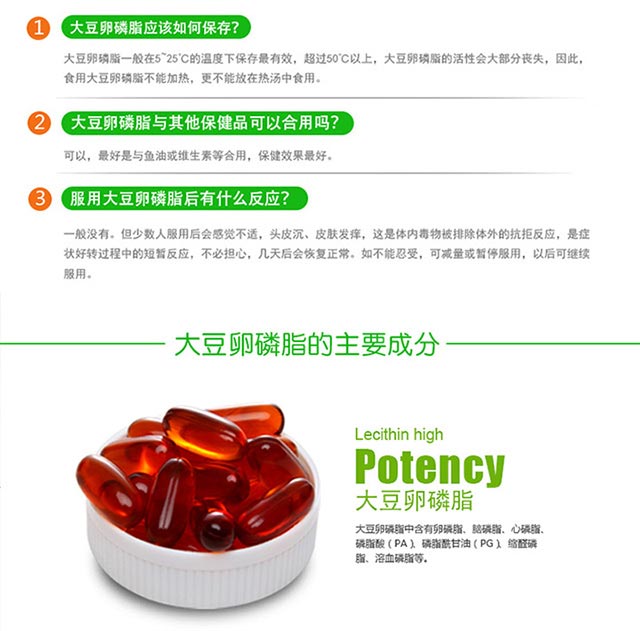 1 大豆卵磷脂应该如何保存?
大豆卵磷脂一般在5~25℃的温度下保存最有效，超过50℃以上，大豆卵磷脂的活性会大部分丧失，因此，
食用大豆卵磷脂不能加热，更不能放在热汤中食用。
2 大豆卵磷脂与其他保健品可以合用吗?
可以，最好是与鱼油或维生素等合用，保健效果最好。
3 服用大豆卵磷脂后有什么反应?
一般没有。但少数人服用后会感觉不适，头皮沉、皮肤发痒，这是体内毒物被排除体外的抗拒反应，是症
状好转过程中的短暂反应，不必担心，几天后会恢复正常。如不能忍受，可减量或暂停服用，以后可继续
服用。
大豆卵磷脂的主要成分
Lecithin high
Potency
大豆卵磷脂
大豆卵磷脂中含有卵磷脂、脑磷脂、心磷脂、
磷脂酸（PA）、磷脂酰甘油（PG）、缩醛磷
脂、溶血磷脂等。